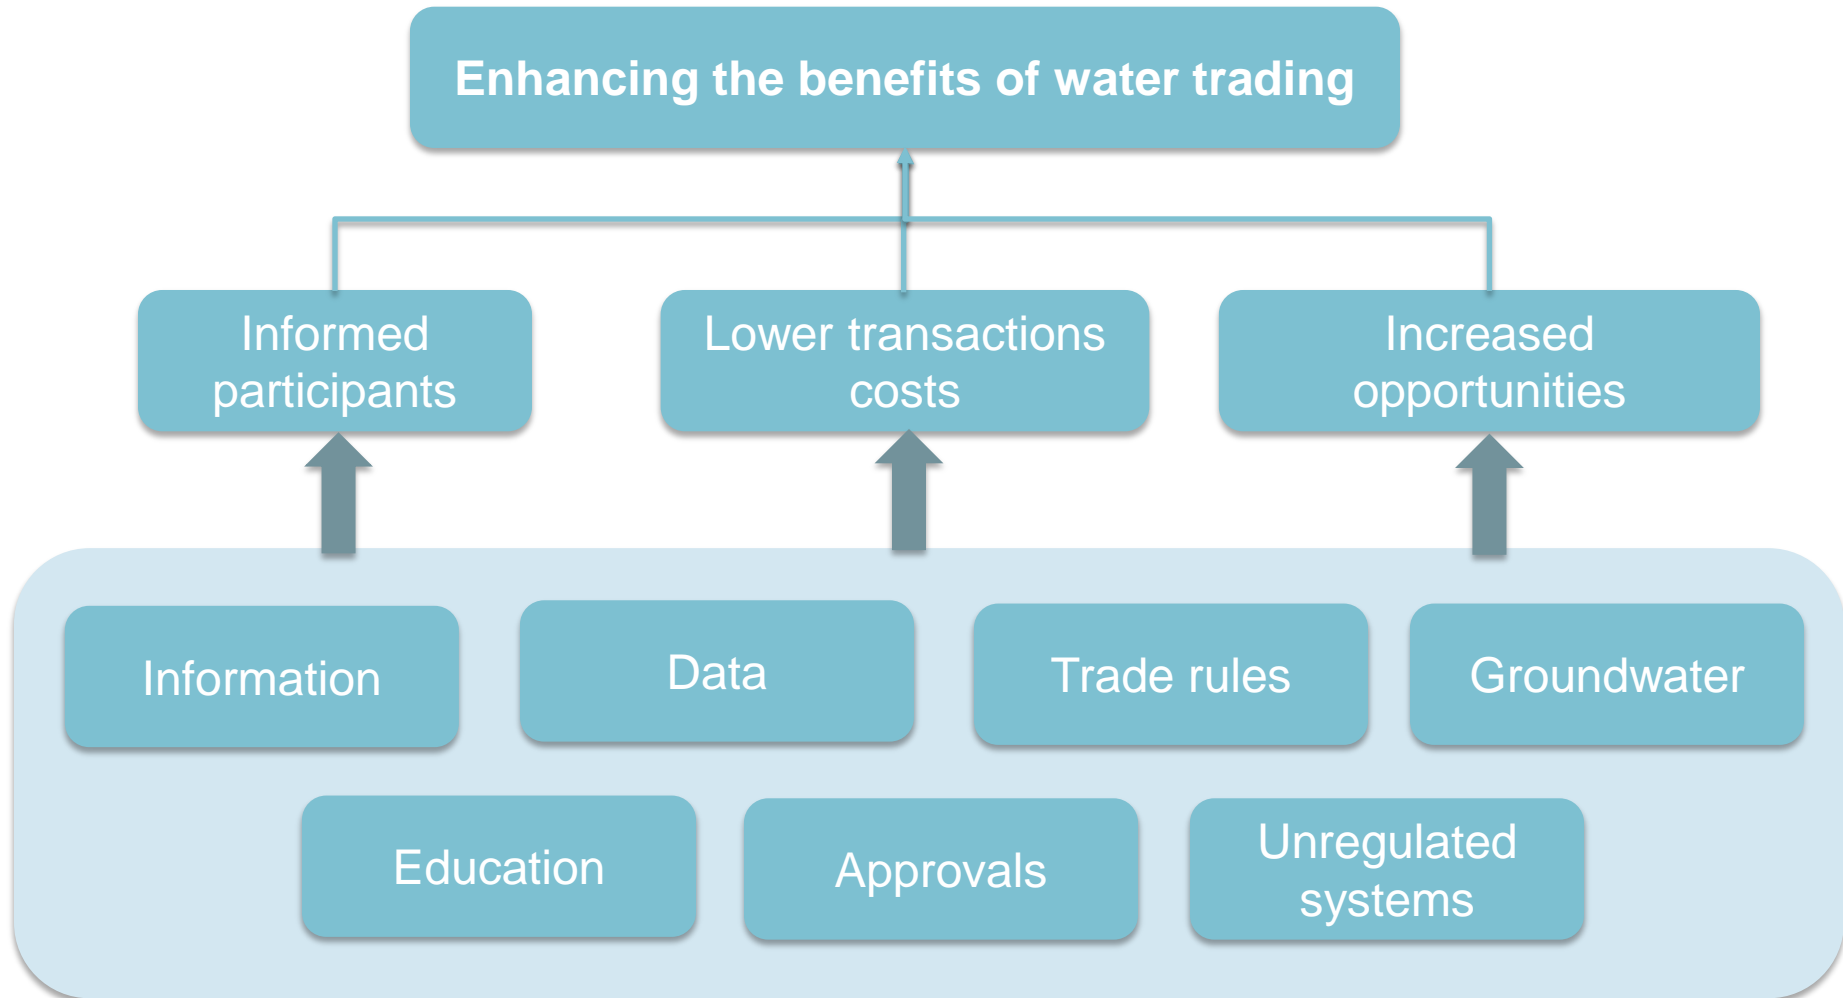 Enhancing the benefits of water trading
Informed
participants
Lower transactions
costs
Increased
opportunities
Information
Data
Trade rules
Groundwater
Education
Approvals
Unregulated
systems